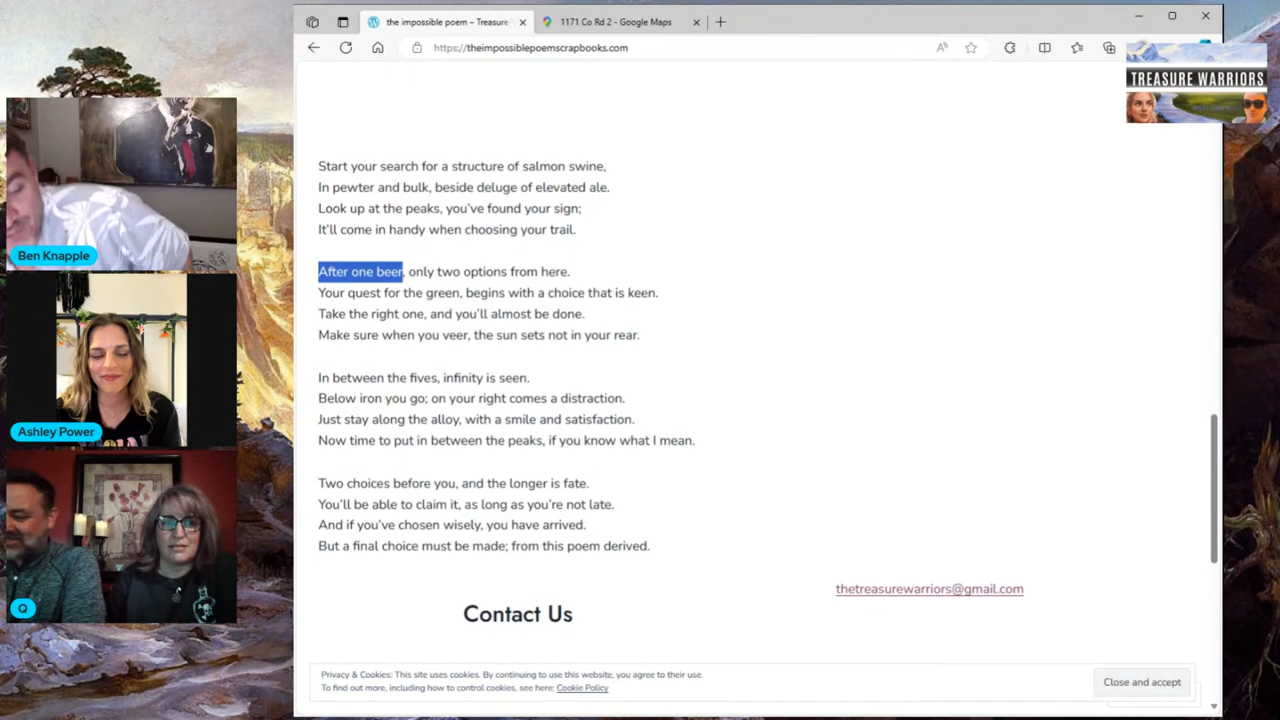 the impossible poem – Treasure
1171 Co Rd 2 - Google Maps
https://theimpossiblepoemscrapbooks.com
TREASURE WARRIORS
Start your search for a structure of salmon swine,
In pewter and bulk, beside deluge of elevated ale.
Look up at the peaks, you've found your sign;
It'll come in handy when choosing your trail.
After one beer, only two options from here.
Your quest for the green, begins with a choice that is keen.
Take the right one, and you'll almost be done.
Make sure when you veer, the sun sets not in your rear.
In between the fives, infinity is seen.
Below iron you go; on your right comes a distraction.
Just stay along the alloy, with a smile and satisfaction.
Now time to put in between the peaks, if you know what I mean.
Two choices before you, and the longer is fate.
You'll be able to claim it, as long as you're not late.
And if you've chosen wisely, you have arrived.
But a final choice must be made; from this poem derived.
thetreasurewarriors@gmail.com
Contact Us
Privacy & Cookies: This site uses cookies. By continuing to use this website, you agree to their use.
To find out more, including how to control cookies, see here: Cookie Policy
Close and accept
Ben Knapple
Ashley Power
Q